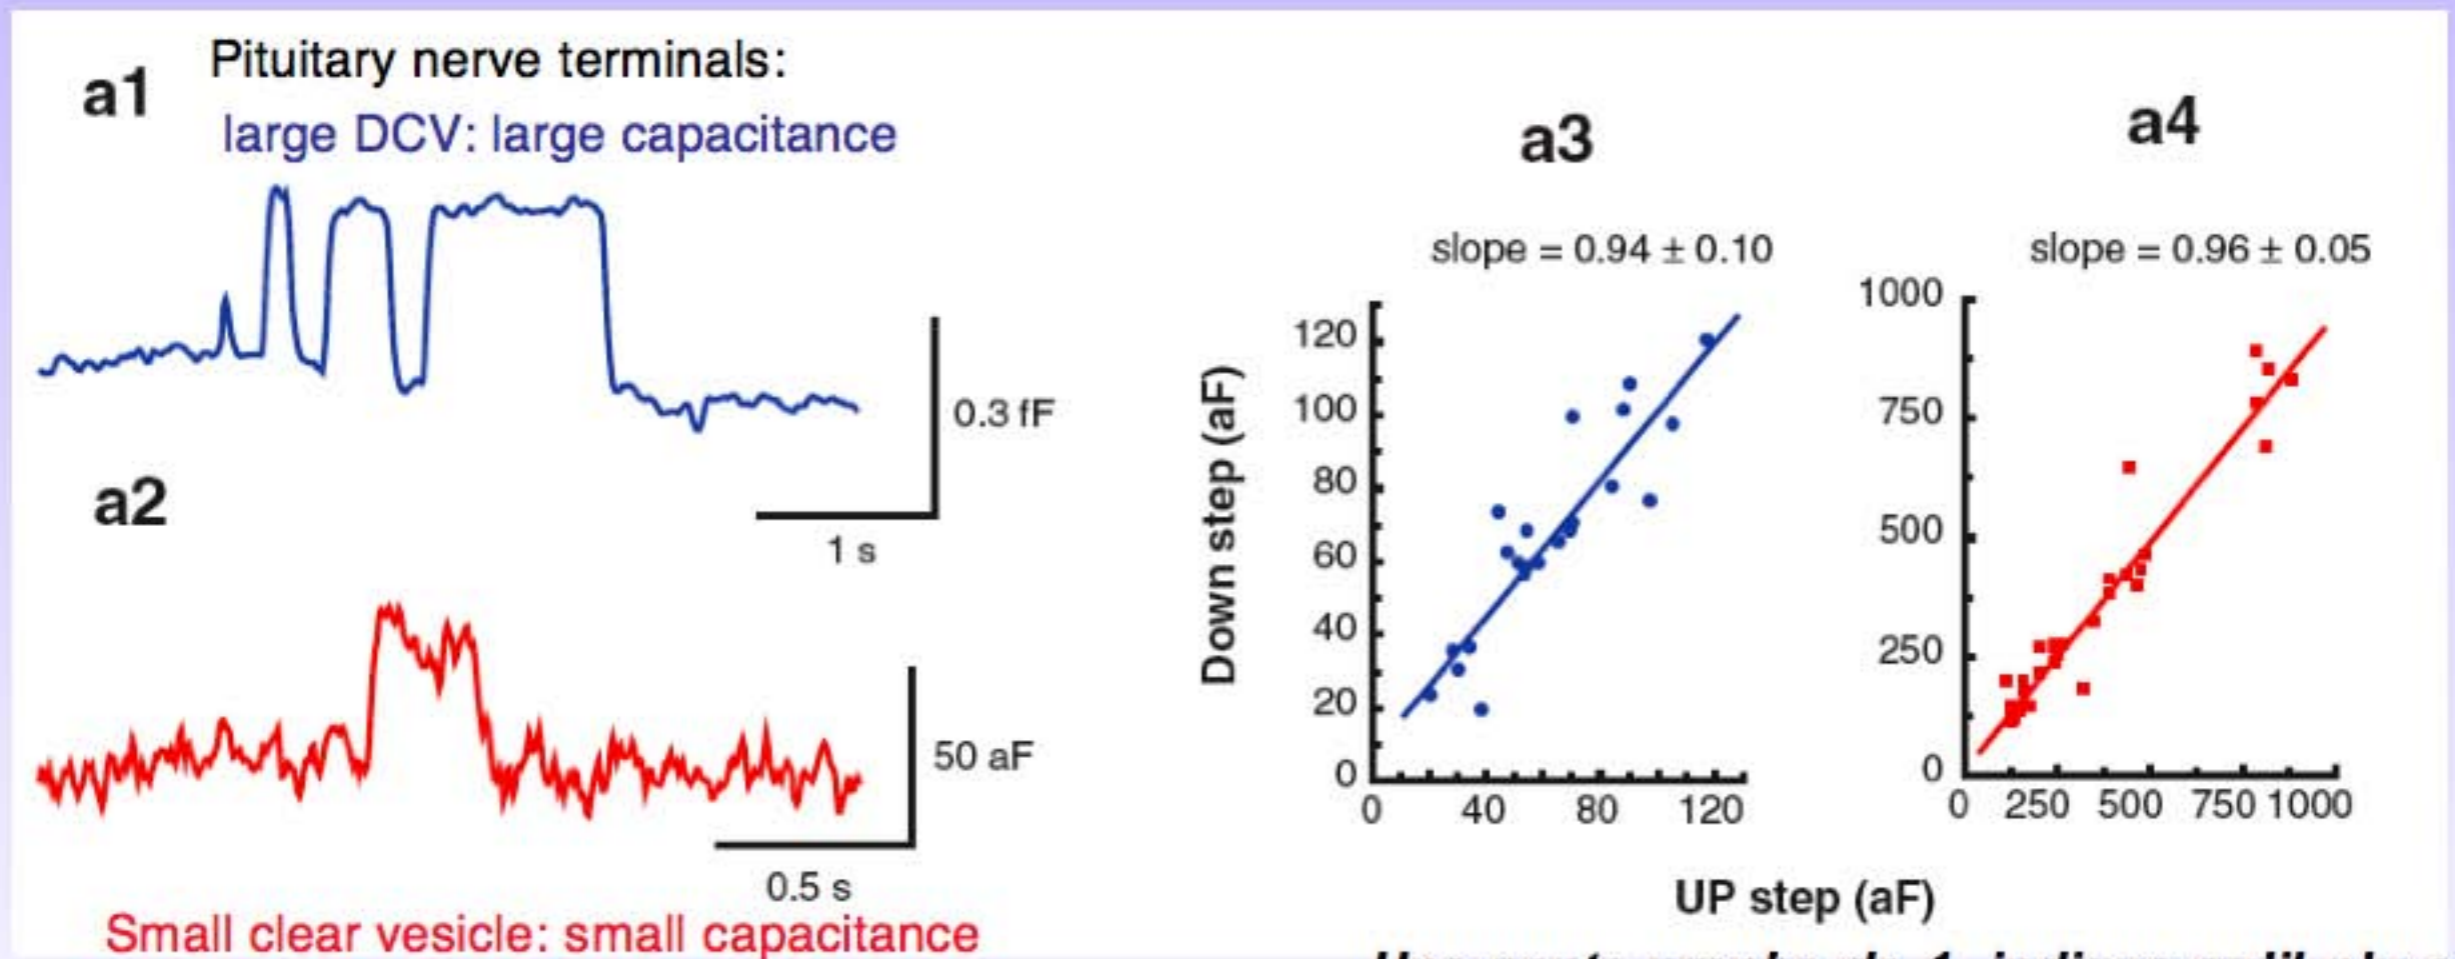 a1
Pituitary nerve terminals:
large DCV: large capacitance
0.3 fF
1 s
a2
50 aF
0.5 s
Small clear vesicle: small capacitance
a3
slope = 0.94 ± 0.10
Down step (aF)
120
100
80
60
40
20
0
0 40 80 120
a4
slope = 0.96 ± 0.05
1000
750
500
250
0
0 250 500 750 1000
UP step (aF)